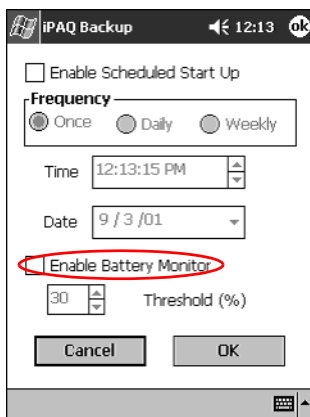 iPAQ Backup 12:13 ok
Enable Scheduled Start Up
Frequency
Once Daily Weekly
Time 12:13:15 PM
Date 9 / 3 /01
Enable Battery Monitor
30 Threshold (%)
Cancel OK